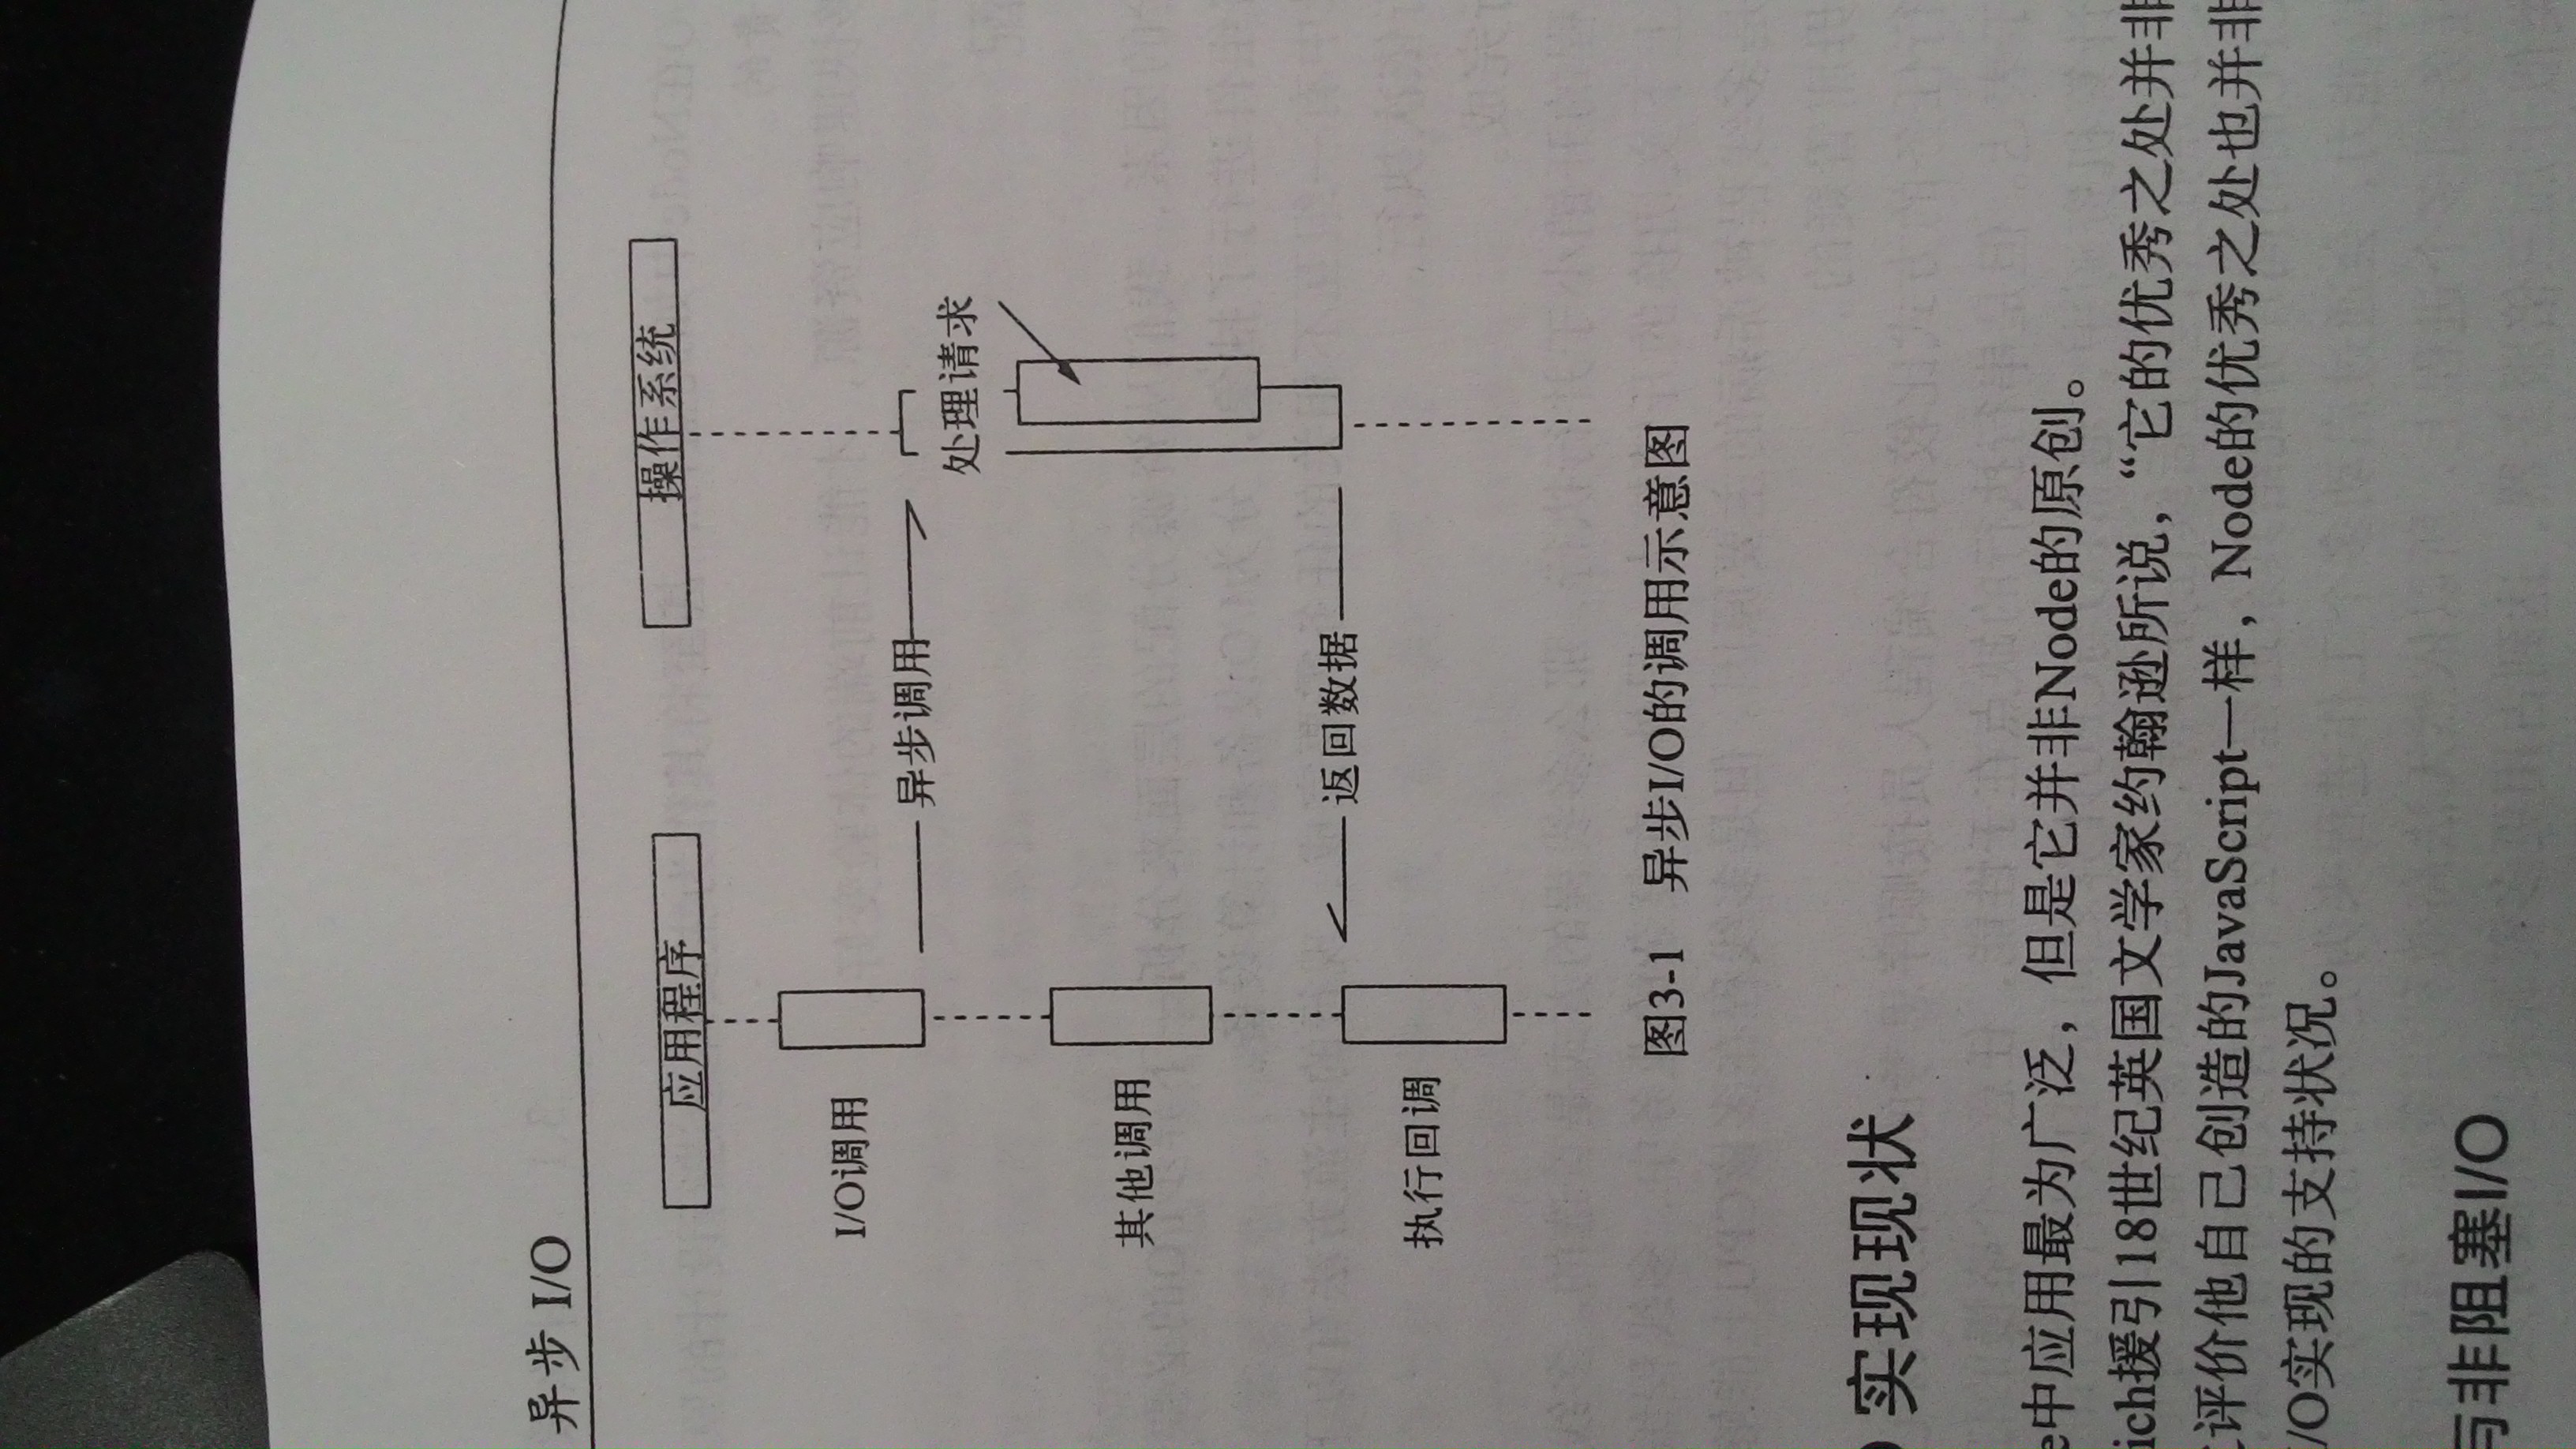 异步 I/O
应用程序
操作系统
I/O调用
异步调用
处理请求
其他调用
返回数据
执行回调
图3-1 异步I/O的调用示意图
实现现状
e中应用最为广泛，但是它并非Node的原创。
ich援引18世纪英国文学家约翰逊所说，“它的优秀之处并非
评价他自己创造的JavaScript一样，Node的优秀之处也并非
I/O实现的支持状况。
与非阻塞I/O